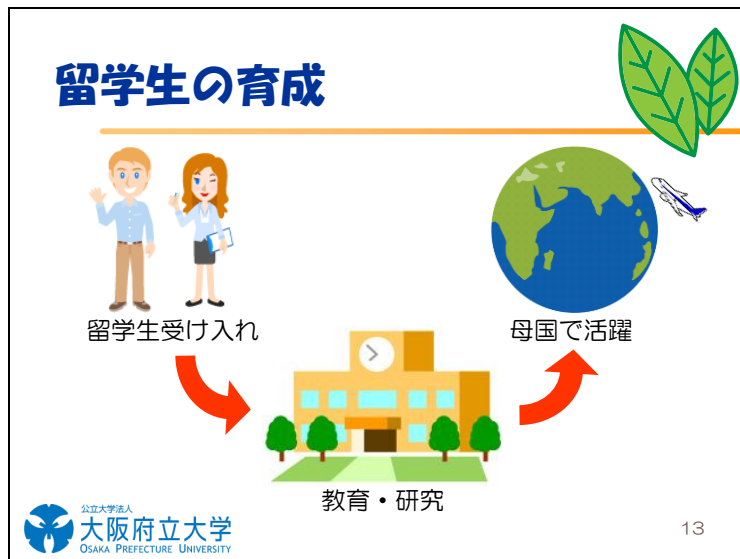 留学生の育成
留学生受け入れ
母国で活躍
教育・研究
公立大学法人
大阪府立大学
OSAKA PREFECTURE UNIVERSITY
13